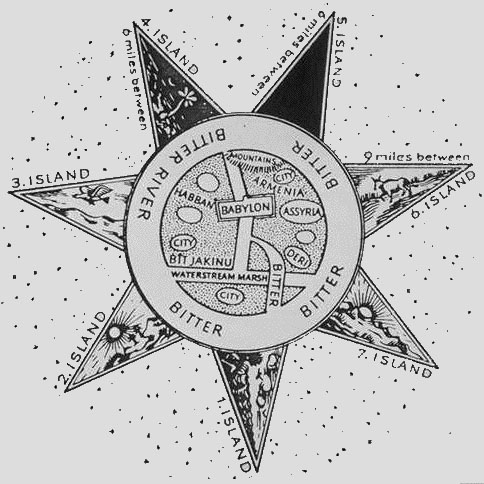 4. ISLAND
6 miles between
5. ISLAND
6 miles between
3. ISLAND
9 miles between
6. ISLAND
BITTER RIVER
BITTER
BITTER
MOUNTAINS
CITY
ARMENIA
HABBAN
BABYLON
ASSYRIA
CITY
BĪT JAKINU
DERI
WATERSTREAM MARSH
CITY
BITTER
BITTER
BITTER
2. ISLAND
7. ISLAND
1. ISLAND